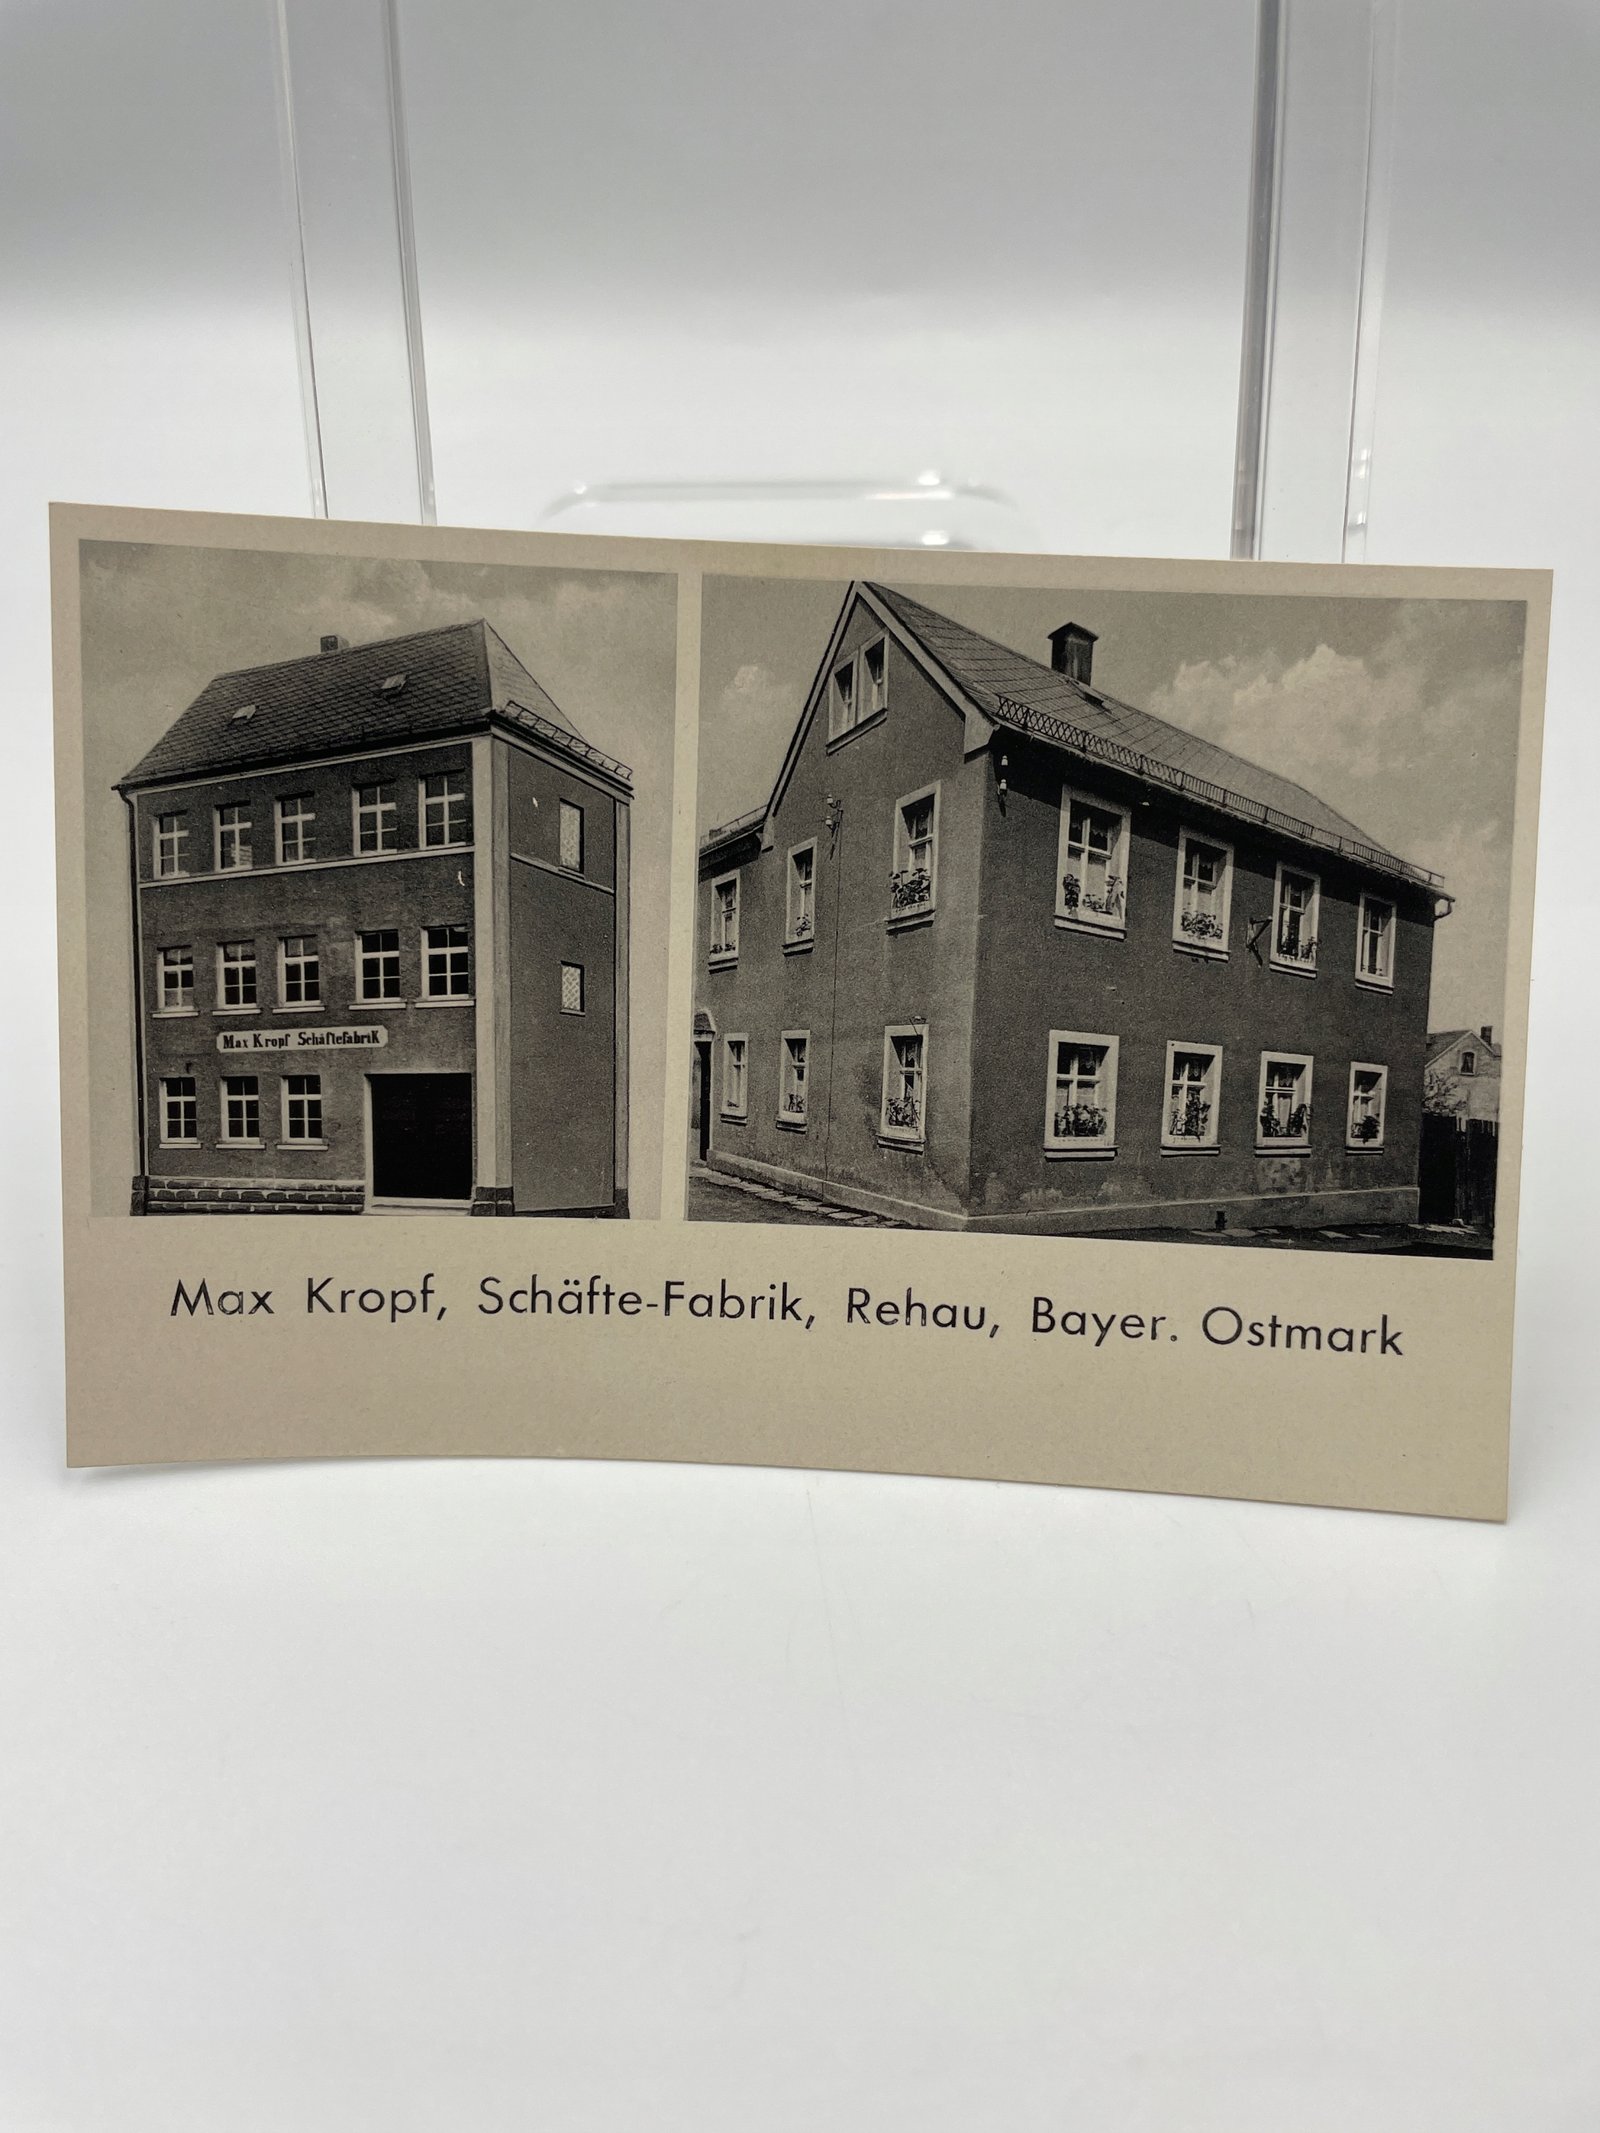 Max Kropf Schäftefabrik
Max Kropf, Schäfte-Fabrik, Rehau, Bayer. Ostmark